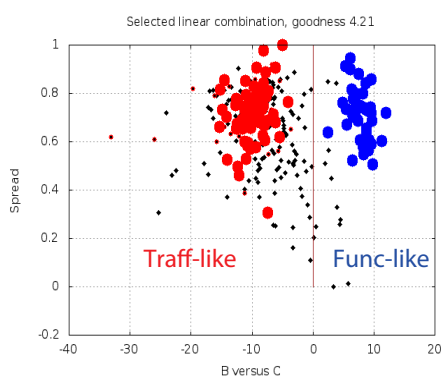 Selected linear combination, goodness 4.21
1
0.8
0.6
0.4
0.2
0
-0.2
Spread
Traff-like
Func-like
-40
-30
-20
-10
0
10
20
B versus C